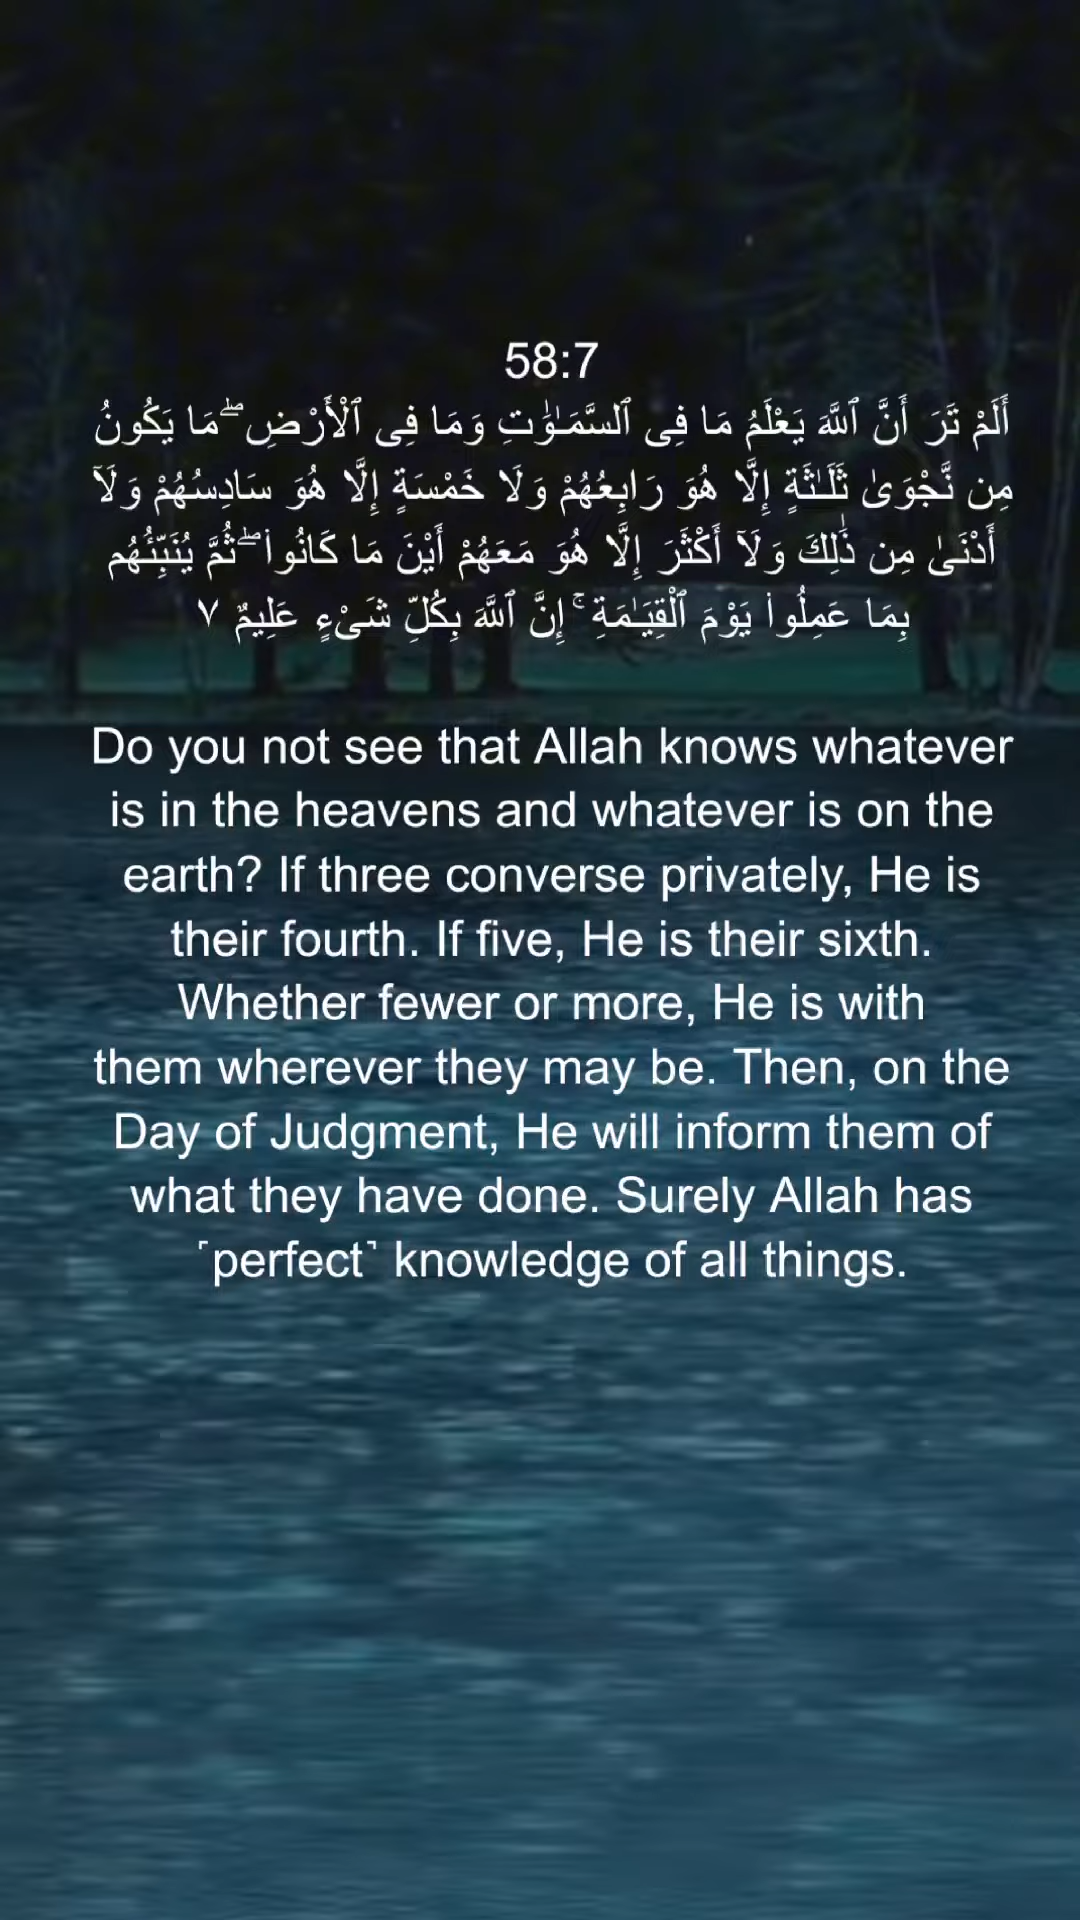 58:7
أَلَمْ تَرَ أَنَّ ٱللَّهَ يَعْلَمُ مَا فِى ٱلسَّمَـٰوَٰتِ وَمَا فِى ٱلْأَرْضِ ۖ مَا يَكُونُ
مِن نَّجْوَىٰ ثَلَـٰثَةٍ إِلَّا هُوَ رَابِعُهُمْ وَلَا خَمْسَةٍ إِلَّا هُوَ سَادِسُهُمْ وَلَآ
أَدْنَىٰ مِن ذَٰلِكَ وَلَآ أَكْثَرَ إِلَّا هُوَ مَعَهُمْ أَيْنَ مَا كَانُوا۟ ۖ ثُمَّ يُنَبِّئُهُم
بِمَا عَمِلُوا۟ يَوْمَ ٱلْقِيَـٰمَةِ ۚ إِنَّ ٱللَّهَ بِكُلِّ شَىْءٍ عَلِيمٌ ٧
Do you not see that Allah knows whatever
is in the heavens and whatever is on the
earth? If three converse privately, He is
their fourth. If five, He is their sixth.
Whether fewer or more, He is with
them wherever they may be. Then, on the
Day of Judgment, He will inform them of
what they have done. Surely Allah has
˹perfect˺ knowledge of all things.